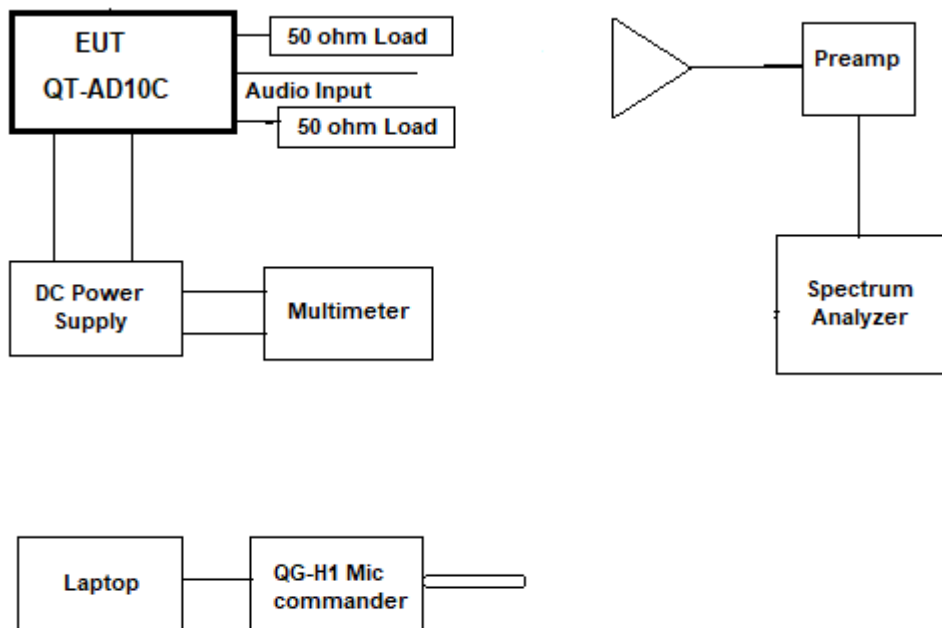 EUT
QT-AD10C
50 ohm Load
Audio Input
50 ohm Load
Preamp
DC Power
Supply
Multimeter
Spectrum
Analyzer
Laptop
QG-H1 Mic
commander